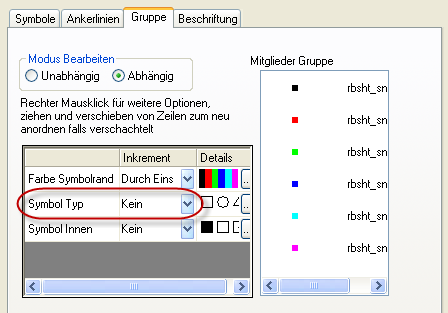 Symbole Ankerlinien Gruppe Beschriftung
Modus Bearbeiten
Unabhängig Abhängig
Rechter Mausklick für weitere Optionen,
ziehen und verschieben von Zeilen zum neu
anordnen falls verschachtelt
Inkrement Details
Farbe Symbolrand Durch Eins ..
Symbol Typ Kein ..
Symbol Innen Kein ..
Mitglieder Gruppe
rbsht_sn
rbsht_sn
rbsht_sn
rbsht_sn
rbsht_sn
rbsht_sn